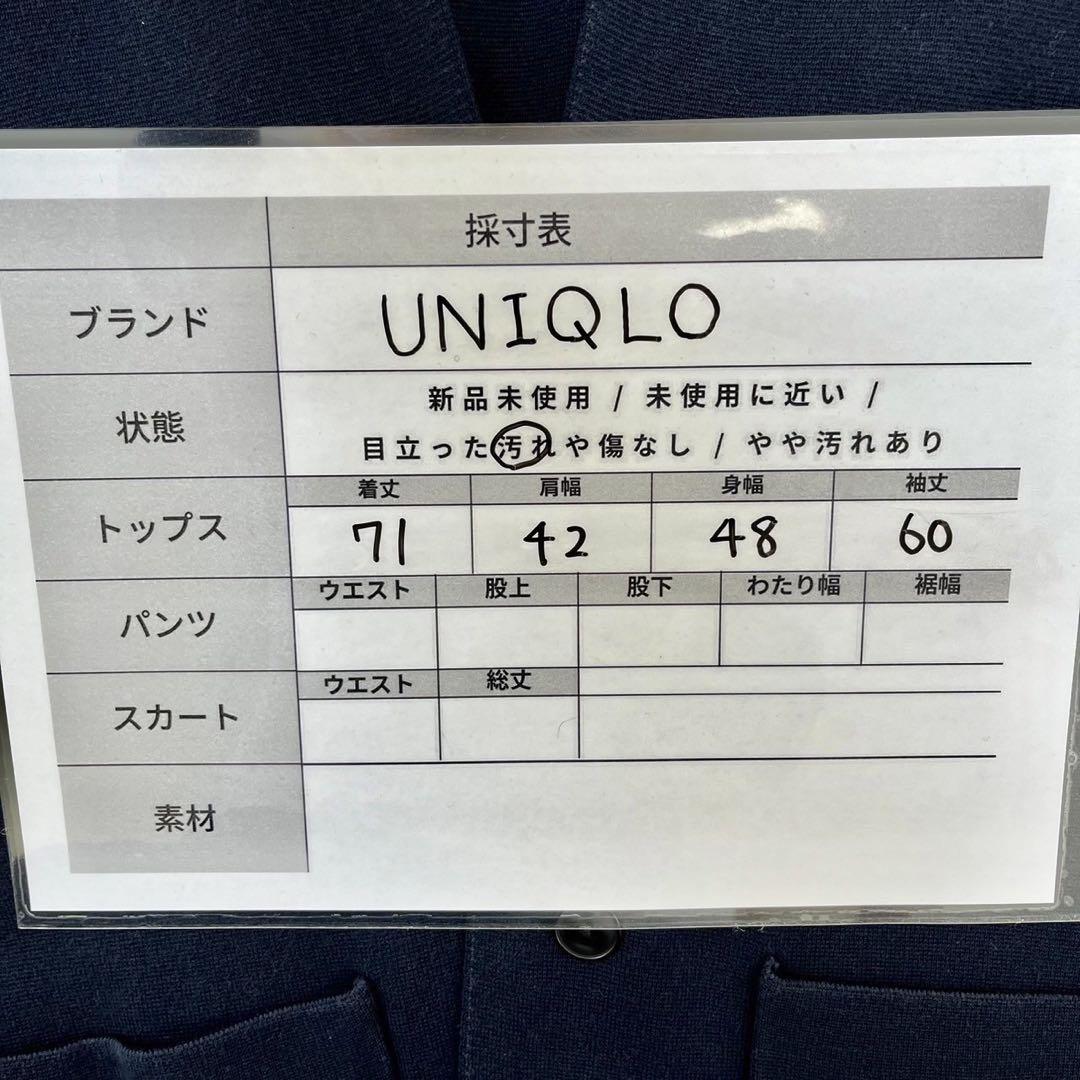 採寸表
ブランド UNIQLO
状態 新品未使用 / 未使用に近い /
目立った汚れや傷なし / やや汚れあり
トップス 着丈 肩幅 身幅 袖丈
71 42 48 60
パンツ ウエスト 股上 股下 わたり幅 裾幅
スカート ウエスト 総丈
素材